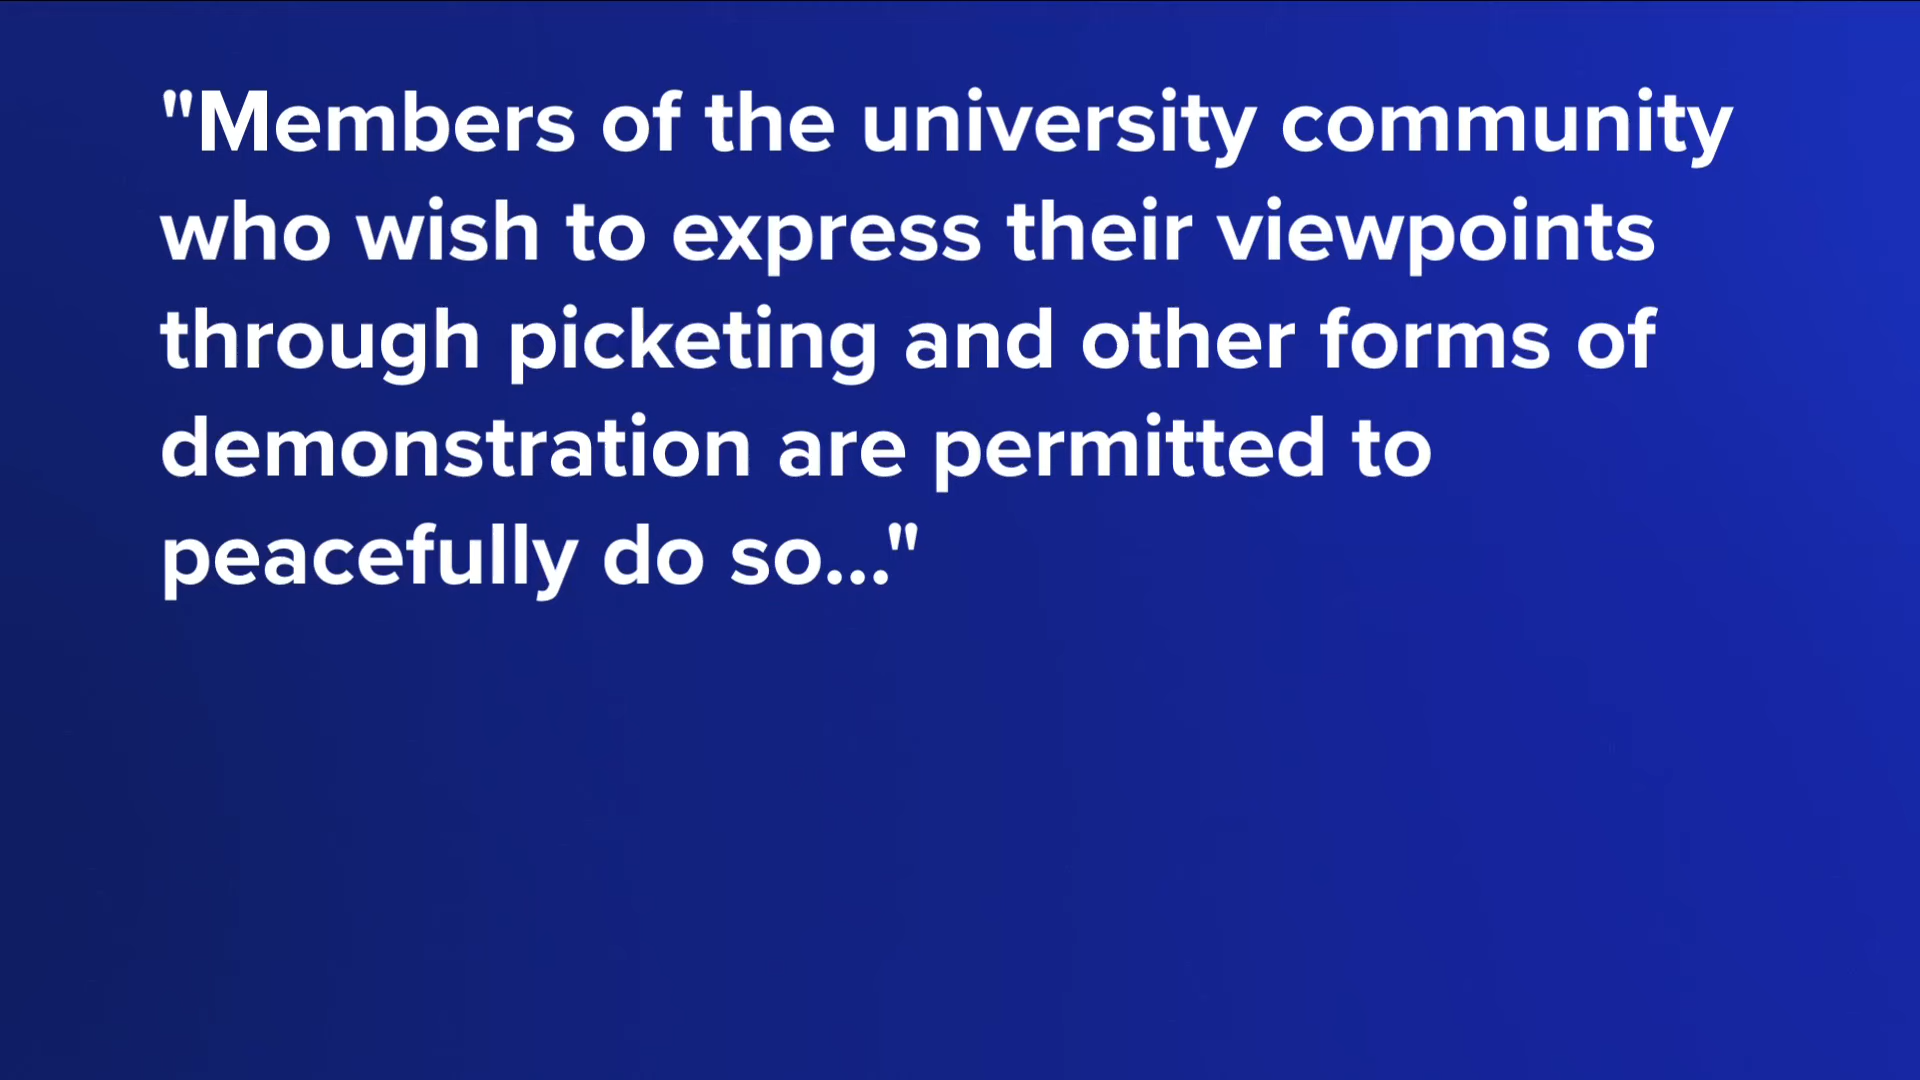 "Members of the university community
who wish to express their viewpoints
through picketing and other forms of
demonstration are permitted to
peacefully do so..."